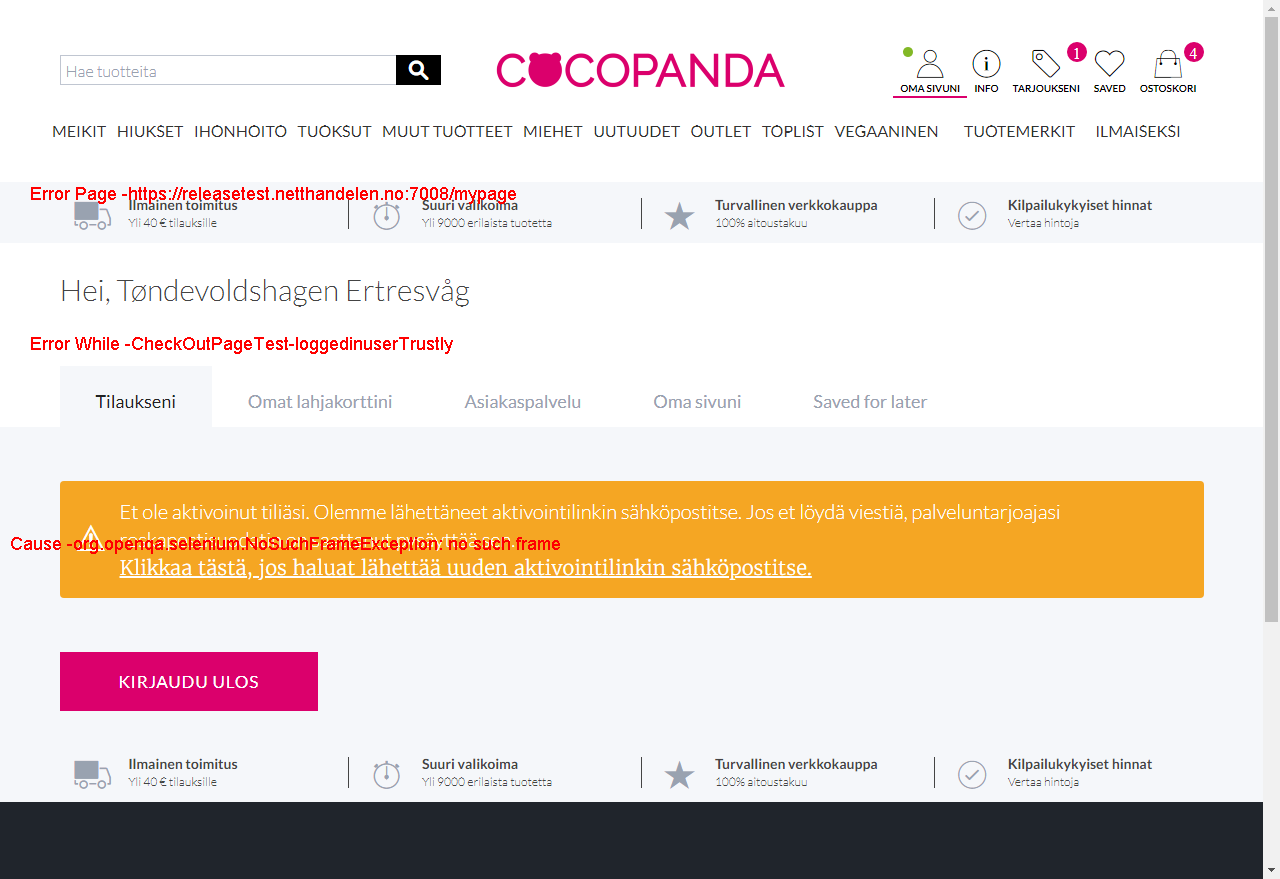 Hae tuotteita
COCOPANDA
1
4
OMA SIVUNI INFO TARJOUKSENI SAVED OSTOSKORI
MEIKIT HIUKSET IHONHOITO TUOKSUT MUUT TUOTTEET MIEHET UUTUUDET OUTLET TOPLIST VEGAANINEN TUOTEMERKIT ILMAISEKSI
Error Page -https://releasetest.netthandelen.no:7008/mypage
Ilmainen toimitus
Yli 40 € tilauksille
Suuri valikoima
Yli 9000 erilaista tuotetta
Turvallinen verkkokauppa
100% aitoustakuu
Kilpailukykyiset hinnat
Vertaa hintoja
Hei, Tøndevoldshagen Ertresvåg
Error While -CheckOutPageTest-loggedinuserTrustly
Tilaukseni Omat lahjakorttini Asiakaspalvelu Oma sivuni Saved for later
Et ole aktivoinut tiliäsi. Olemme lähettäneet aktivointilinkin sähköpostitse. Jos et löydä viestiä, palveluntarjoajasi
Cause -org.openqa.selenium.NoSuchFrameException: no such frame
Klikkaa tästä, jos haluat lähettää uuden aktivointilinkin sähköpostitse.
KIRJAUDU ULOS
Ilmainen toimitus
Yli 40 € tilauksille
Suuri valikoima
Yli 9000 erilaista tuotetta
Turvallinen verkkokauppa
100% aitoustakuu
Kilpailukykyiset hinnat
Vertaa hintoja